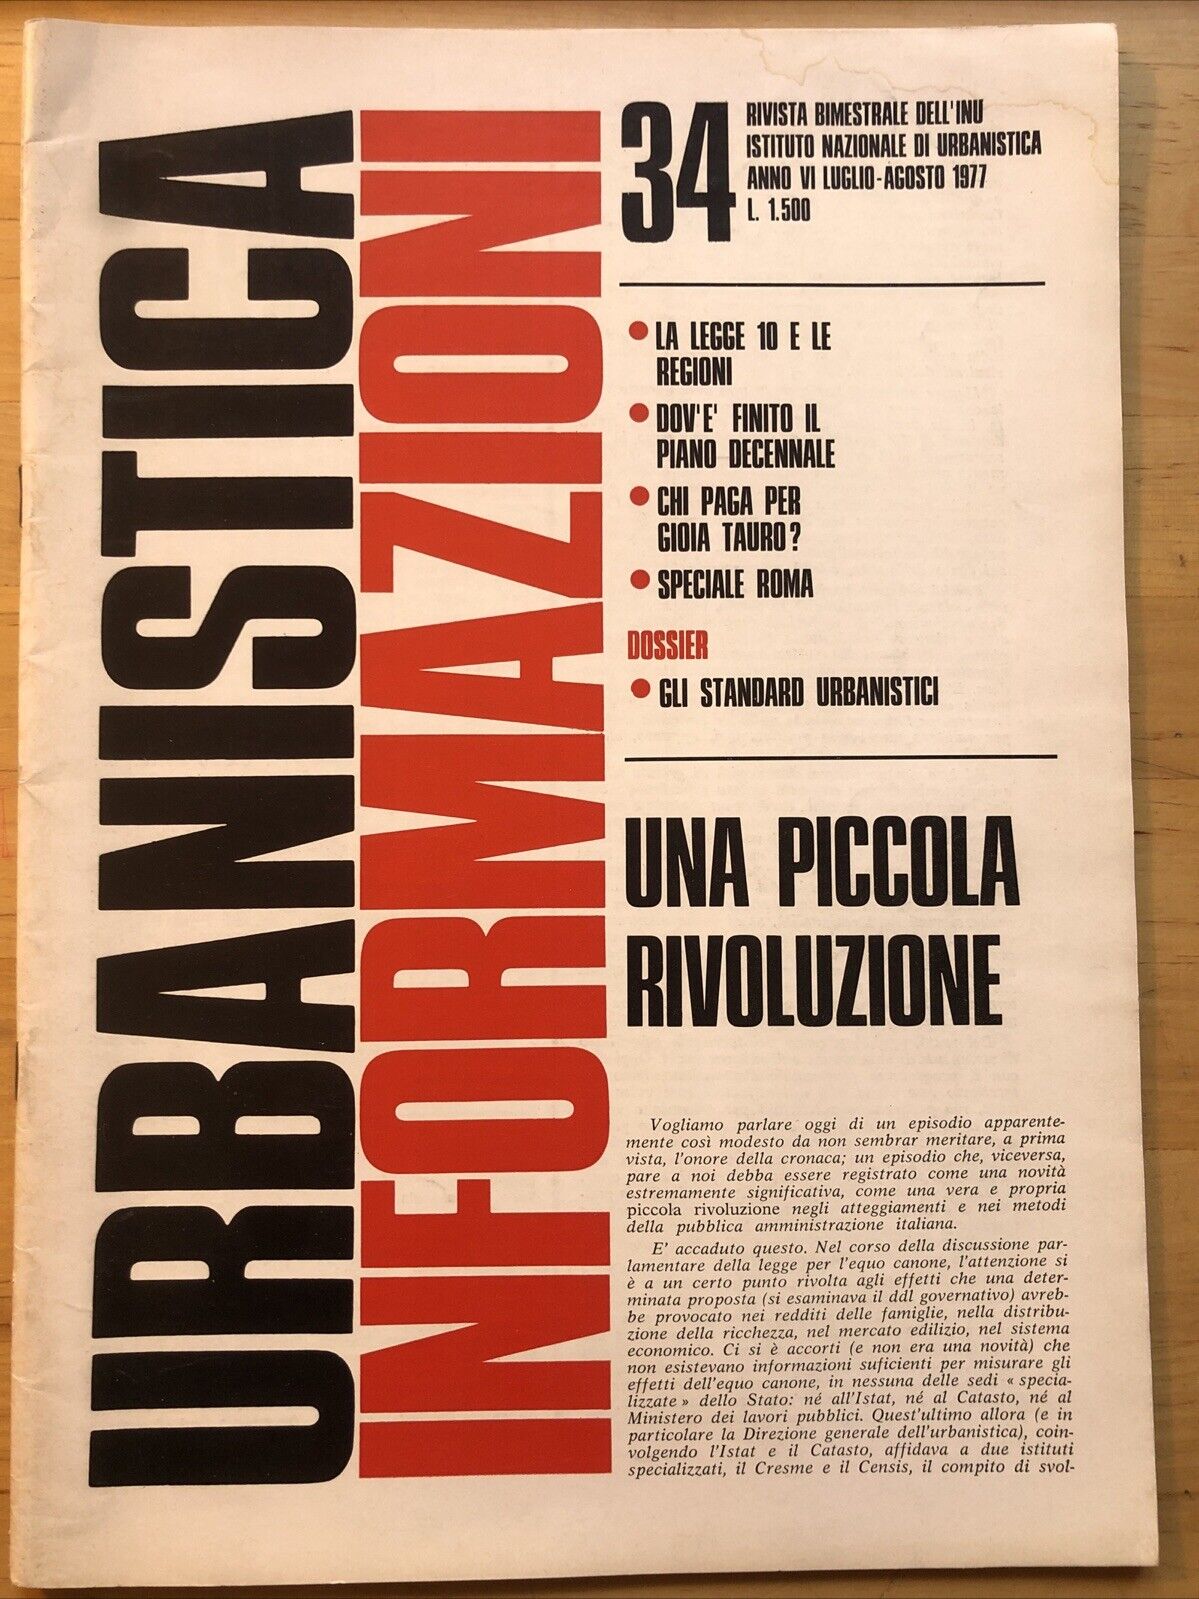 URBANISTICA
INFORMAZIONI
34
RIVISTA BIMESTRALE DELL'INU
ISTITUTO NAZIONALE DI URBANISTICA
ANNO VI LUGLIO-AGOSTO 1977
L. 1.500
• LA LEGGE 10 E LE
REGIONI
• DOV'E' FINITO IL
PIANO DECENNALE
• CHI PAGA PER
GIOIA TAURO?
• SPECIALE ROMA
DOSSIER
• GLI STANDARD URBANISTICI
UNA PICCOLA
RIVOLUZIONE
Vogliamo parlare oggi di un episodio apparente-
mente così modesto da non sembrar meritare, a prima
vista, l'onore della cronaca; un episodio che, viceversa,
pare a noi debba essere registrato come una novità
estremamente significativa, come una vera e propria
piccola rivoluzione negli atteggiamenti e nei metodi
della pubblica amministrazione italiana.
E' accaduto questo. Nel corso della discussione par-
lamentare della legge per l'equo canone, l'attenzione si
è a un certo punto rivolta agli effetti che una deter-
minata proposta (si esaminava il ddl governativo) avreb-
be provocato nei redditi delle famiglie, nella distribu-
zione della ricchezza, nel mercato edilizio, nel sistema
economico. Ci si è accorti (e non era una novità) che
non esistevano informazioni suficienti per misurare gli
effetti dell'equo canone, in nessuna delle sedi « specia-
lizzate » dello Stato: né all'Istat, né al Catasto, né al
Ministero dei lavori pubblici. Quest'ultimo allora (e in
particolare la Direzione generale dell'urbanistica), coin-
volgendo l'Istat e il Catasto, affidava a due istituti
specializzati, il Cresme e il Censis, il compito di svol-